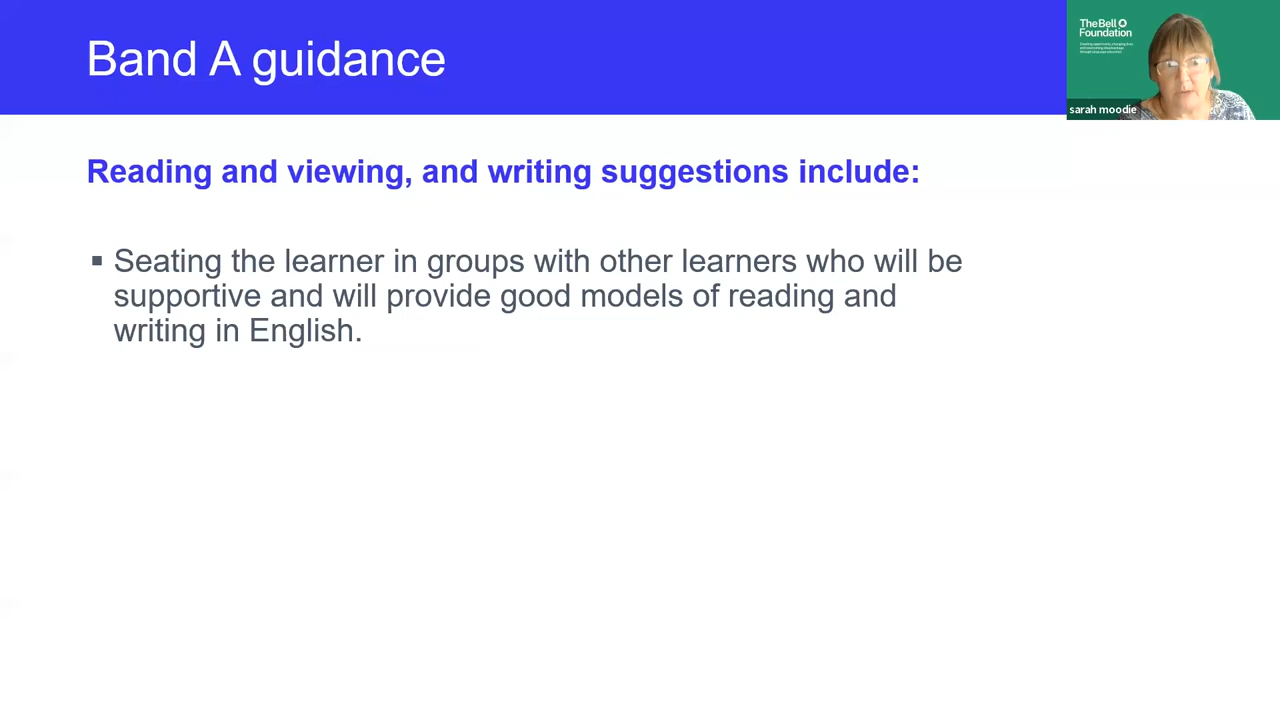 Band A guidance
The Bell
Foundation
sarah moodie
Reading and viewing, and writing suggestions include:
▪ Seating the learner in groups with other learners who will be
supportive and will provide good models of reading and
writing in English.